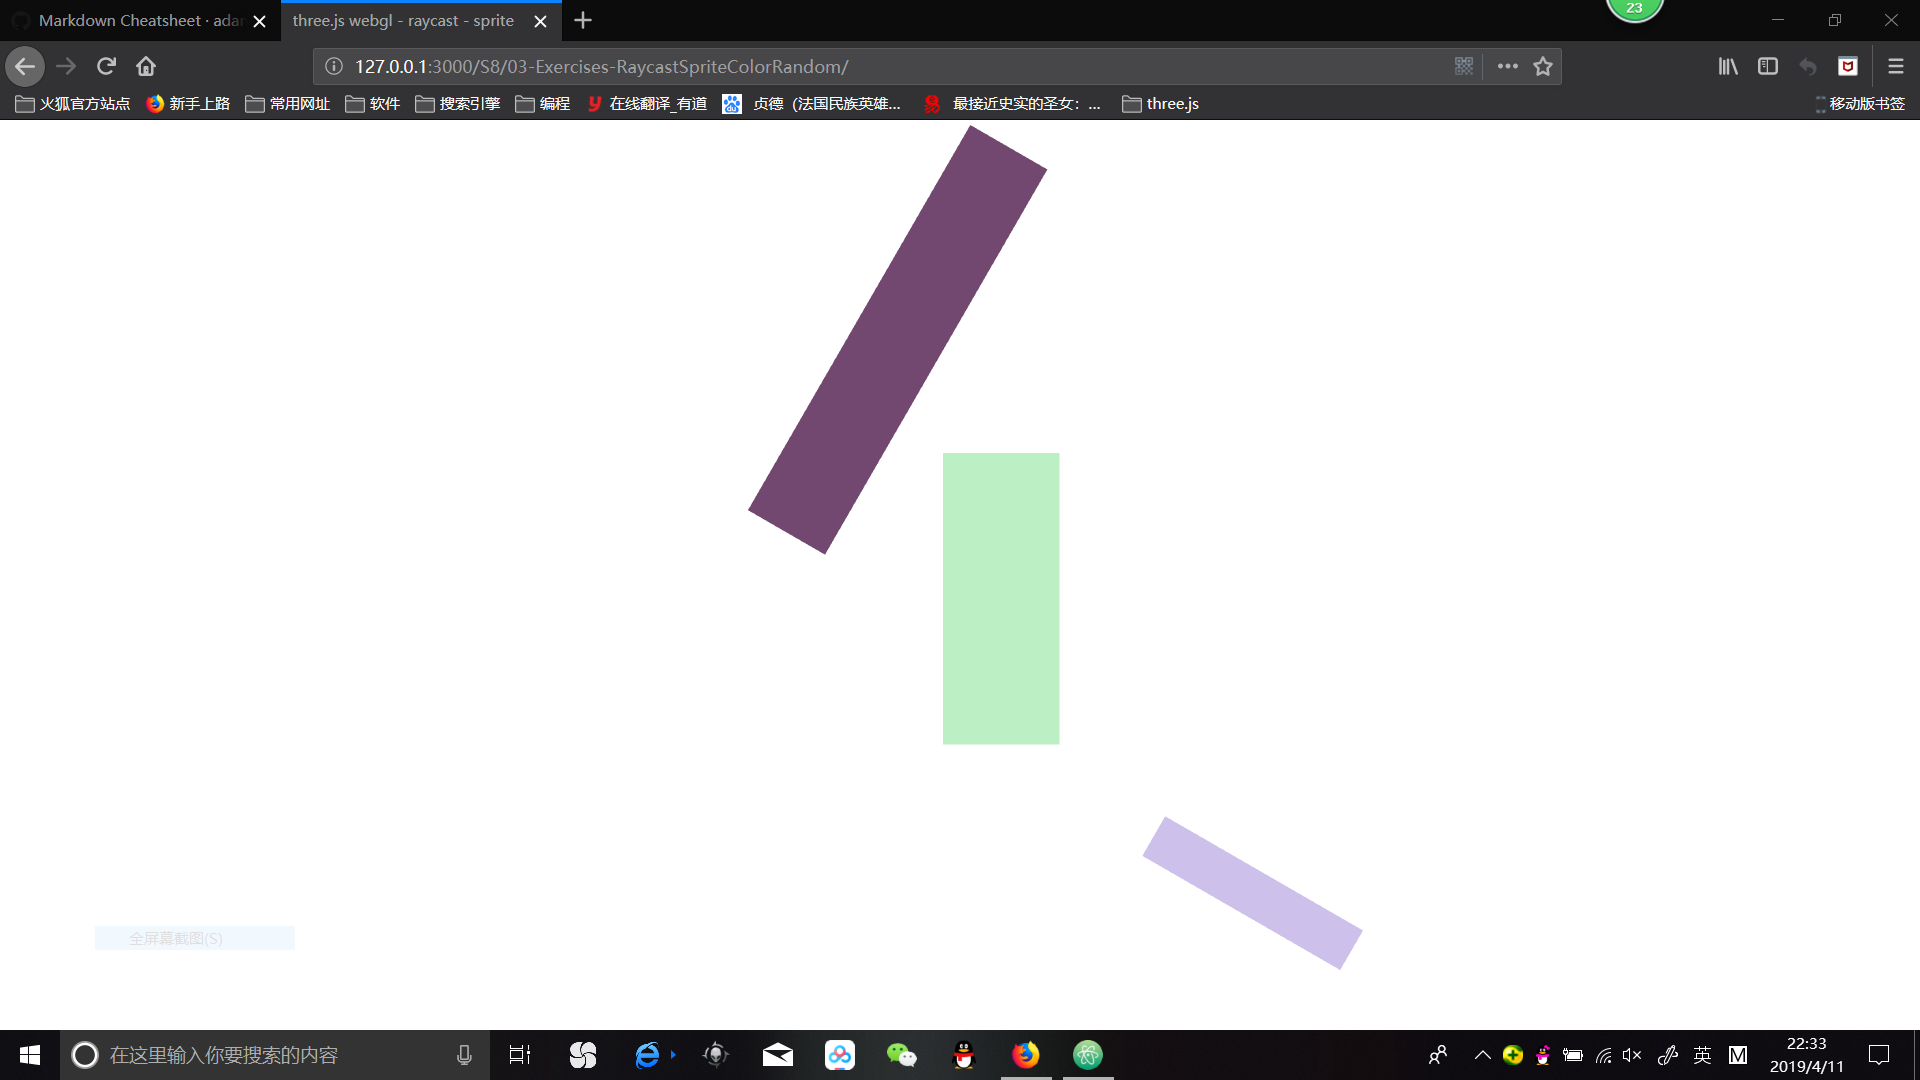 Markdown Cheatsheet · adar
three.js webgl - raycast - sprite
23
127.0.0.1:3000/S8/03-Exercises-RaycastSpriteColorRandom/
火狐官方站点
新手上路
常用网址
软件
搜索引擎
编程
在线翻译_有道
贞德（法国民族英雄...
最接近史实的圣女：...
three.js
移动版书签
全屏幕截图(S)
在这里输入你要搜索的内容
英
M
22:33
2019/4/11